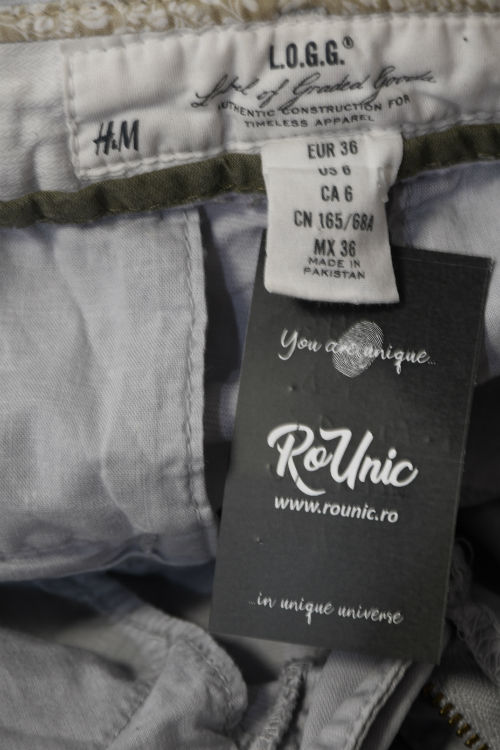 L.O.G.G.®
Label of Graded Goods
AUTHENTIC CONSTRUCTION FOR
TIMELESS APPAREL
H&M
EUR 36
US 6
CA 6
CN 165/68A
MX 36
MADE IN
PAKISTAN
You are unique...
RoUnic
www.rounic.ro
...in unique universe